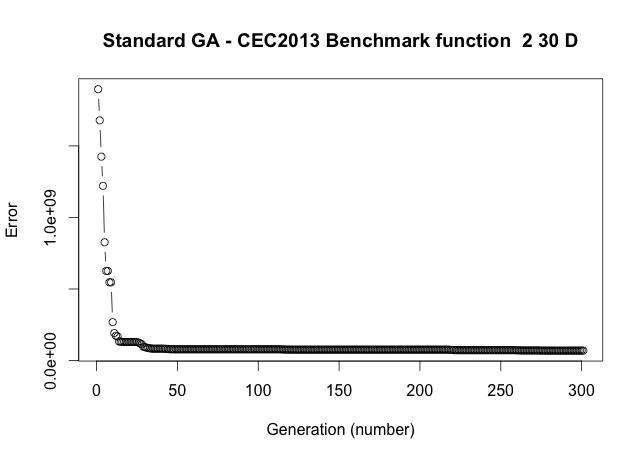 Standard GA - CEC2013 Benchmark function  2 30 D
Error
1.0e+09
0.0e+00
0 50 100 150 200 250 300
Generation (number)